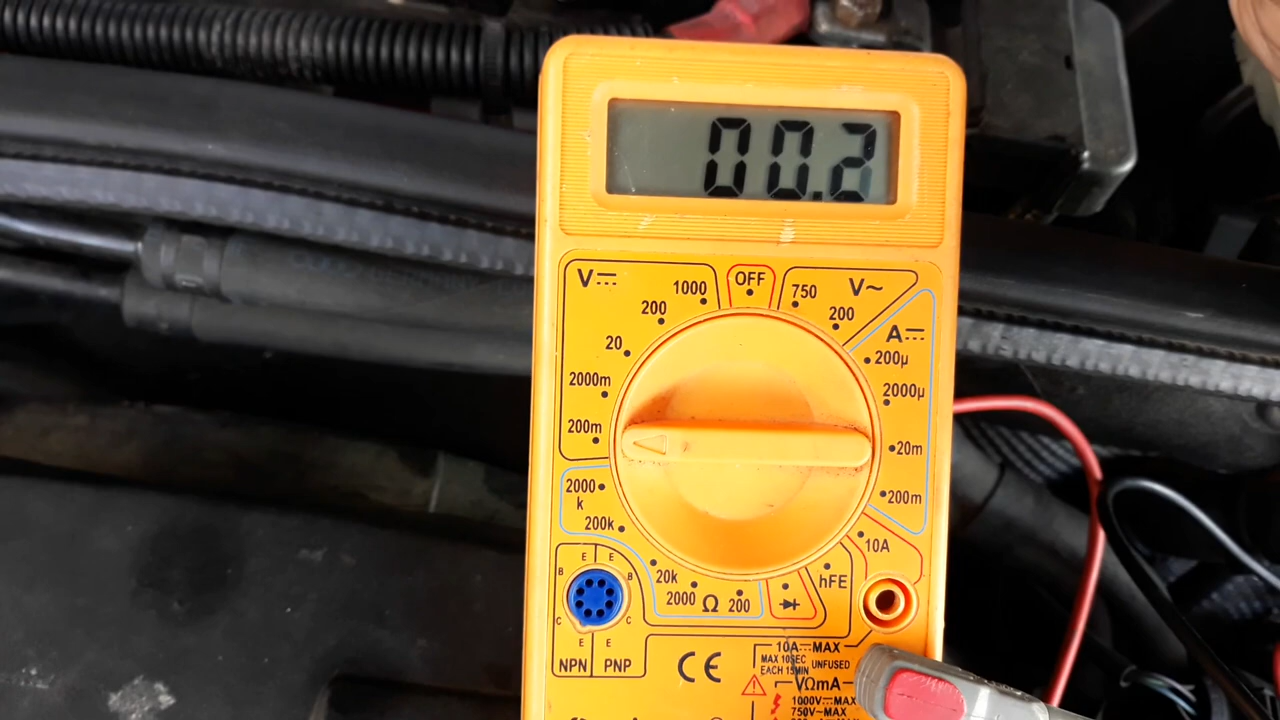 00.2
V⎓
OFF
V~
1000
750
200
200
A⎓
20
200µ
2000m
2000µ
200m
20m
2000
k
200m
200k
10A
20k
hFE
2000
Ω
200
E
E
B
B
C
C
E
E
NPN
PNP
CE
10A⎓MAX
MAX 10SEC
EACH 15MIN
UNFUSED
VΩmA
1000V⎓MAX
750V~MAX